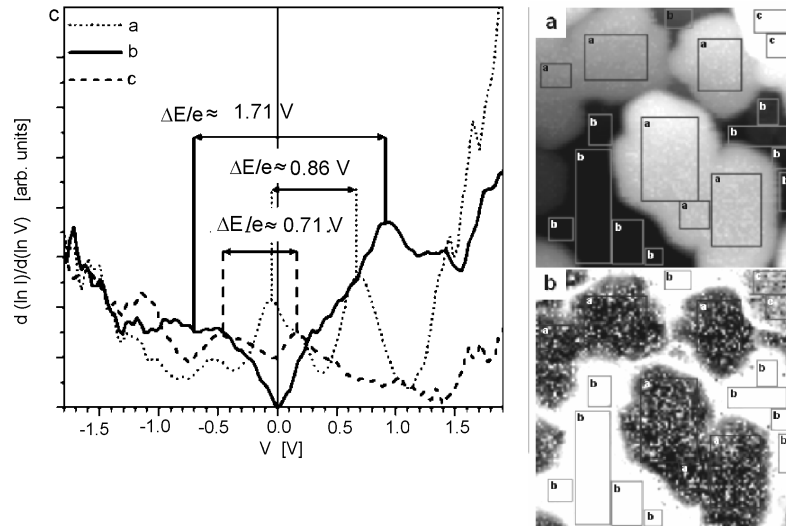 C
a
b
c
ΔE/e≈ 1.71 V
ΔE/e≈0.86 V
ΔE/e≈0.71 V
d (ln I)/d(ln V) [arb. units]
-1.5 -1.0 -0.5 0.0 0.5 1.0 1.5
V [V]
a
b
c
a
a
c
a
b
b
a
b
b
b
a
a
b
b
b
b
b
a
c
a
a
b
b
a
b
b
b
a
a
b
b
b